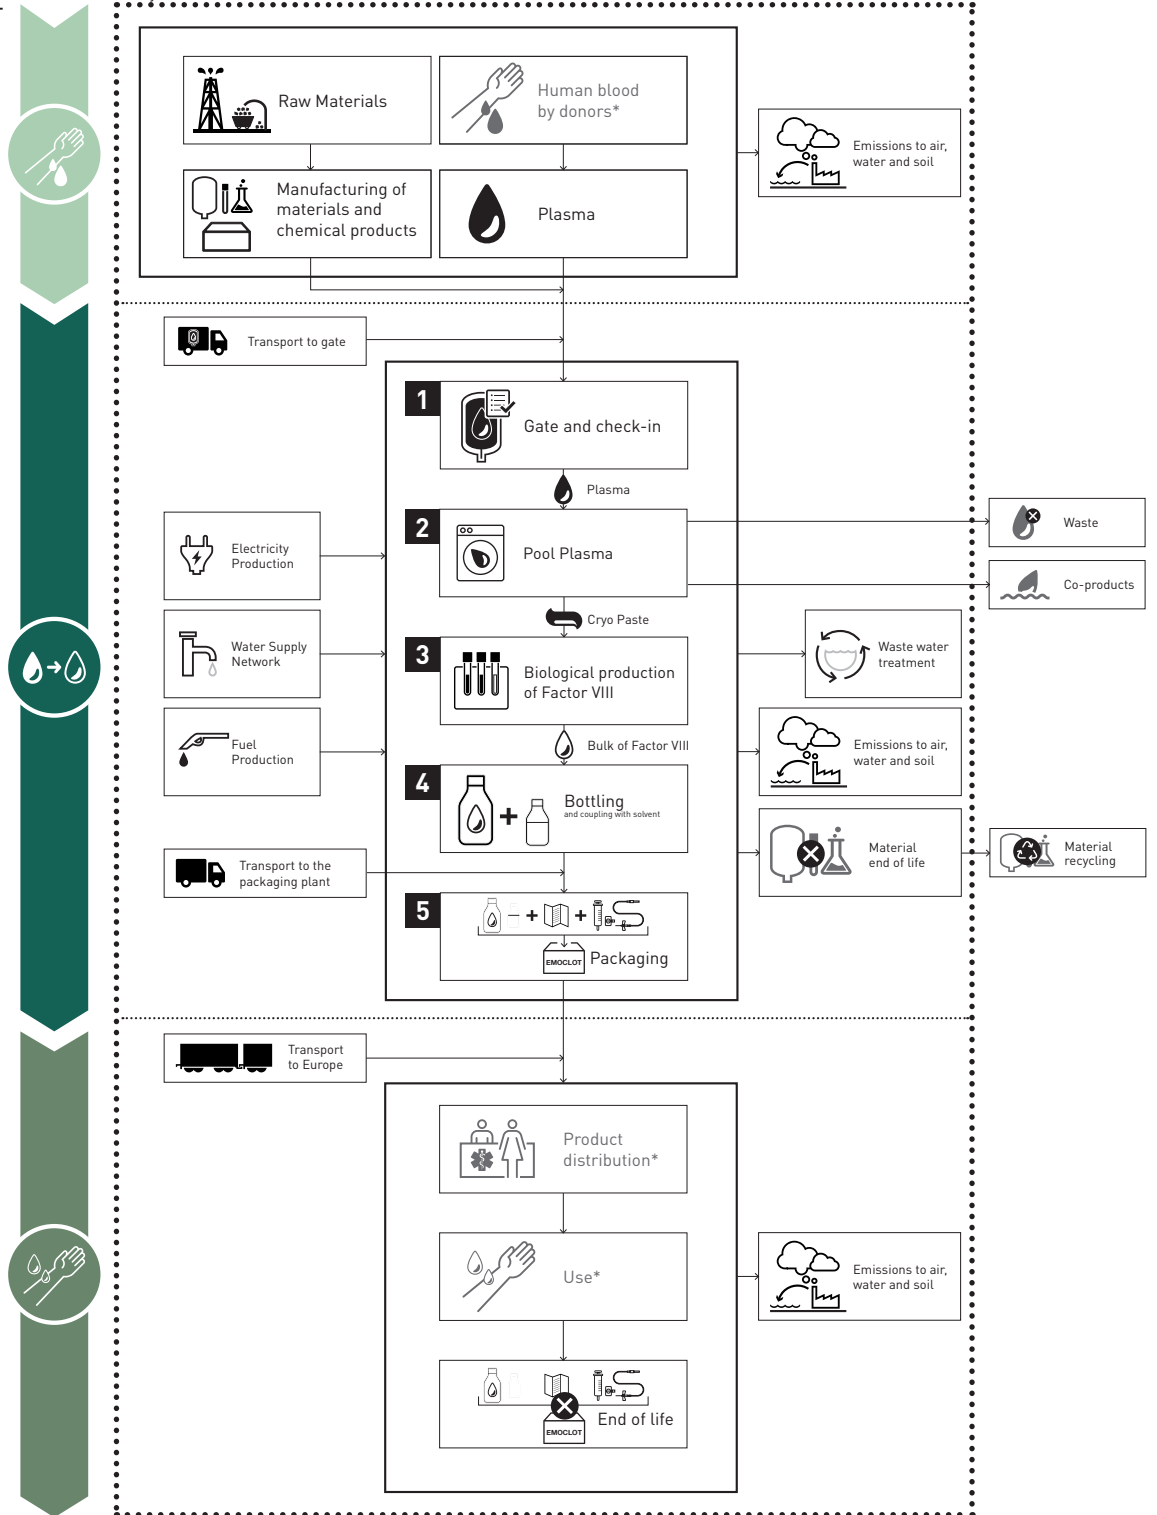 Raw Materials
Human blood
by donors*
Emissions to air,
water and soil
Manufacturing of
materials and
chemical products
Plasma
Transport to gate
1
Gate and check-in
Plasma
2
Pool Plasma
Waste
Co-products
Electricity
Production
Cryo Paste
Water Supply
Network
3
Biological production
of Factor VIII
Waste water
treatment
Fuel
Production
Bulk of Factor VIII
Emissions to air,
water and soil
4
Bottling
and coupling with solvent
Material
end of life
Material
recycling
Transport to the
packaging plant
5
EMOCLOT
Packaging
Transport
to Europe
Product
distribution*
Use*
Emissions to air,
water and soil
End of life
EMOCLOT